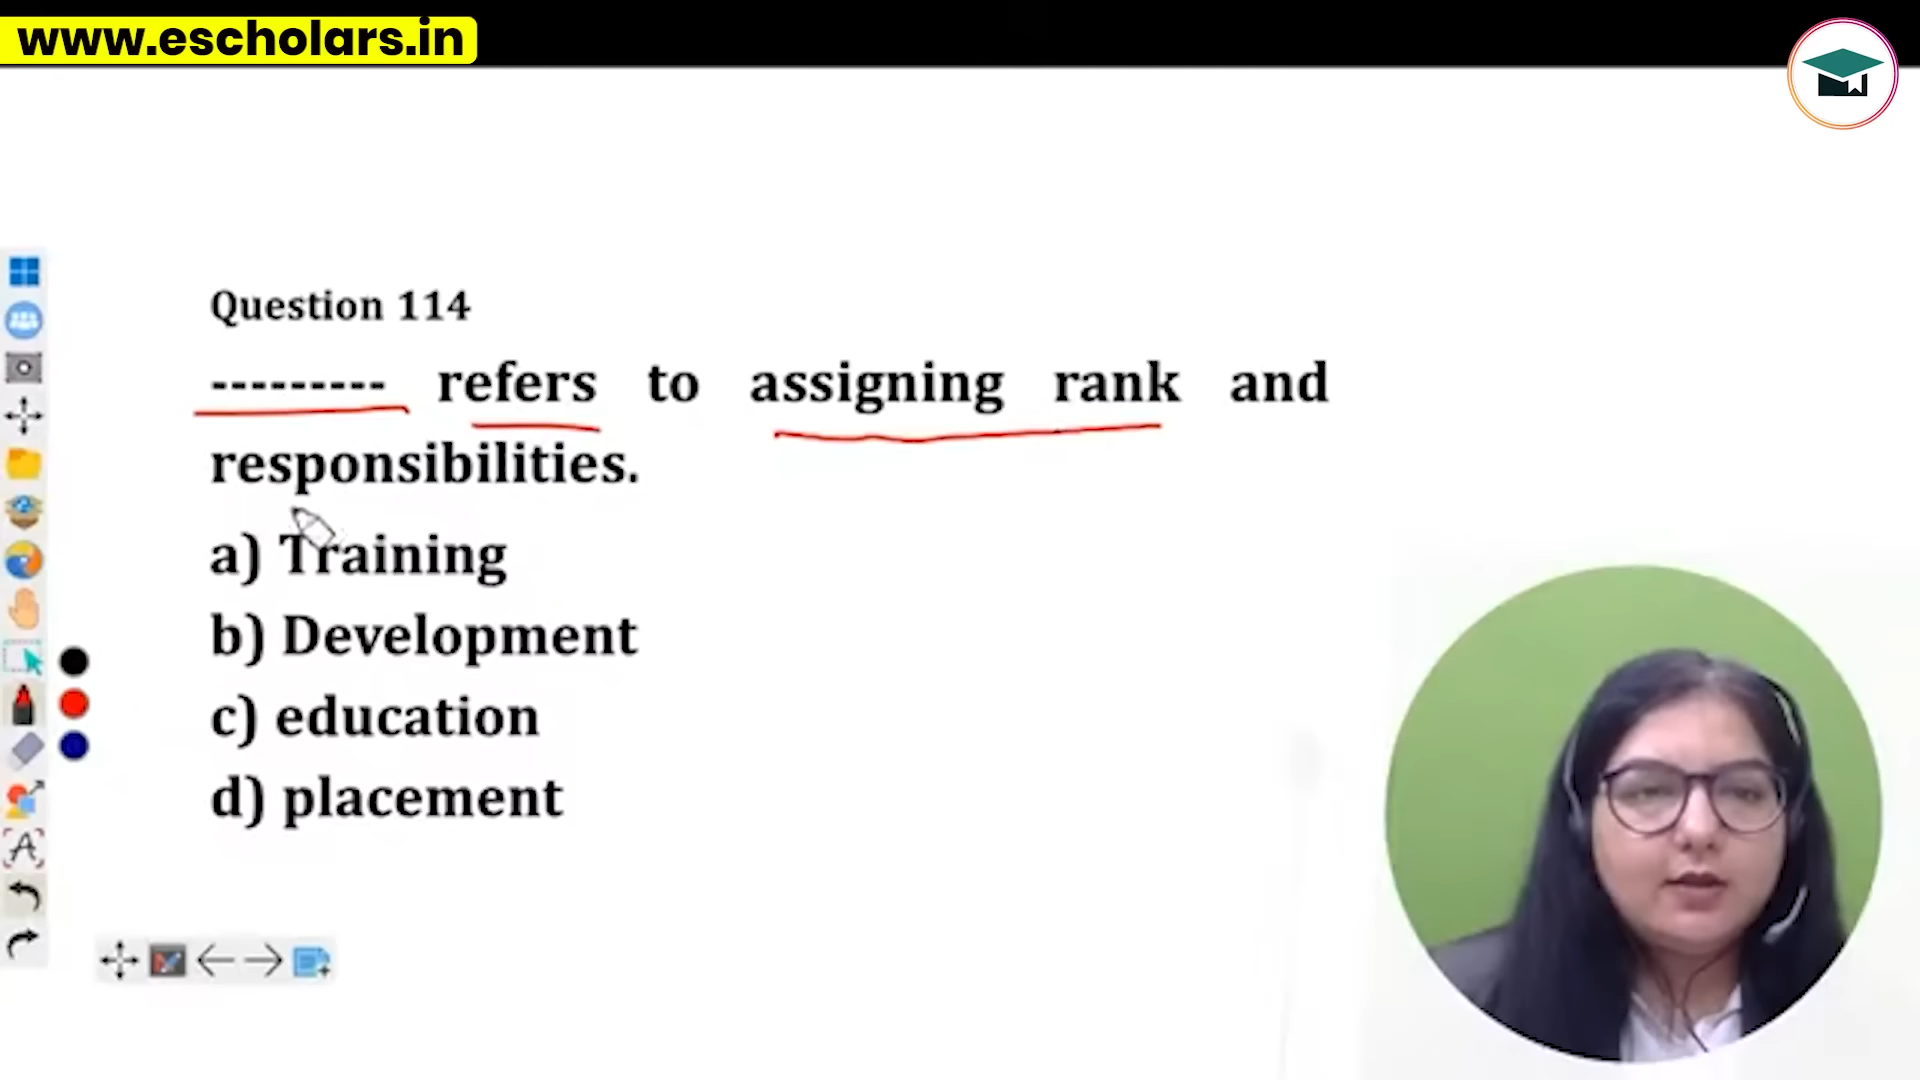 www.escholars.in
Question 114
--------- refers to assigning rank and
responsibilities.
a) Training
b) Development
c) education
d) placement